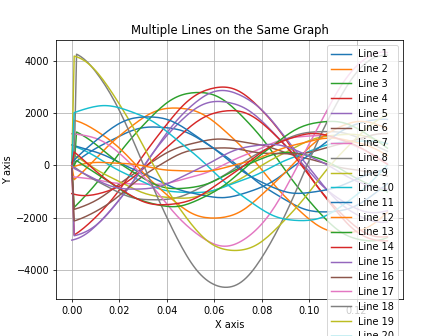 Multiple Lines on the Same Graph
Y axis
4000
2000
0
−2000
−4000
0.00
0.02
0.04
0.06
0.08
0.10
X axis
Line 1
Line 2
Line 3
Line 4
Line 5
Line 6
Line 7
Line 8
Line 9
Line 10
Line 11
Line 12
Line 13
Line 14
Line 15
Line 16
Line 17
Line 18
Line 19
Line 20